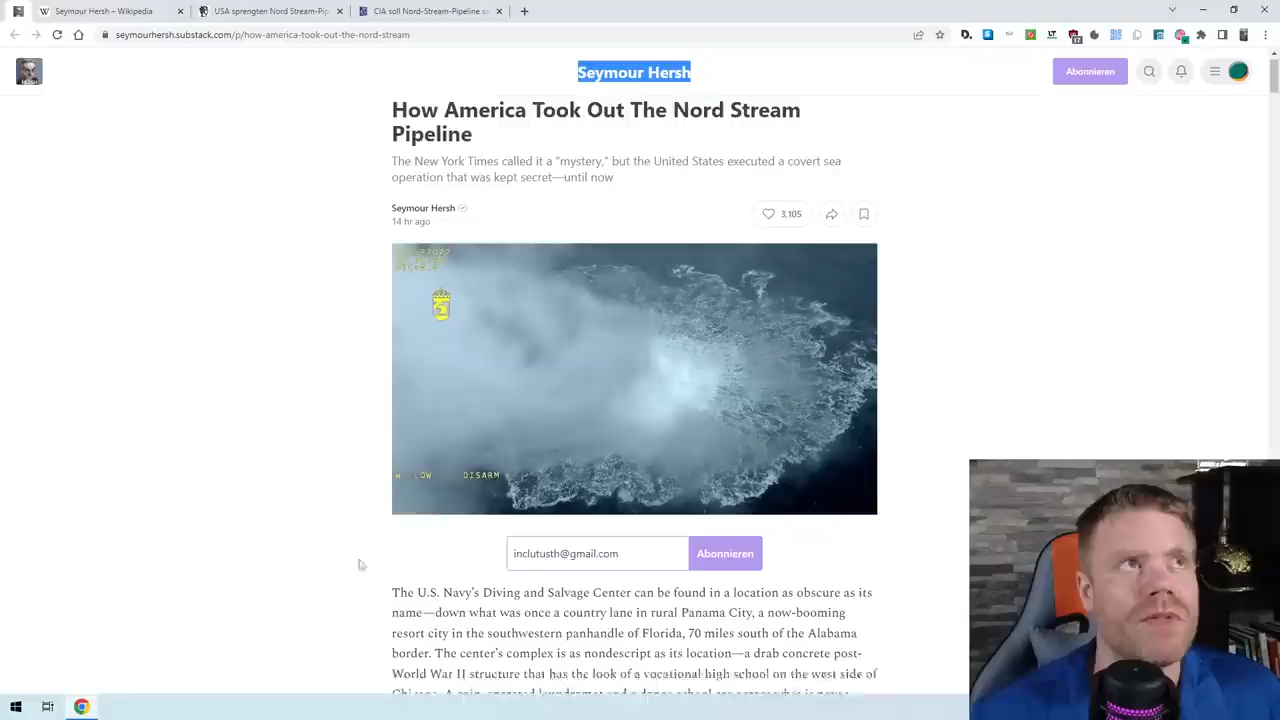 Seymour Hersh – Wikipedia
USA sprengten Nord Stream-Pip
CIA soll Nord-Stream-Pipeline sa
seymourhersh.substack.com/p/how-america-took-out-the-nord-stream
Seymour Hersh
Abonnieren
How America Took Out The Nord Stream
Pipeline
The New York Times called it a “mystery,” but the United States executed a covert sea
operation that was kept secret—until now
Seymour Hersh
14 hr ago
3,105
DISARM
inclutusth@gmail.com
Abonnieren
The U.S. Navy’s Diving and Salvage Center can be found in a location as obscure as its
name—down what was once a country lane in rural Panama City, a now-booming
resort city in the southwestern panhandle of Florida, 70 miles south of the Alabama
border. The center’s complex is as nondescript as its location—a drab concrete post-
World War II structure that has the look of a vocational high school on the west side of